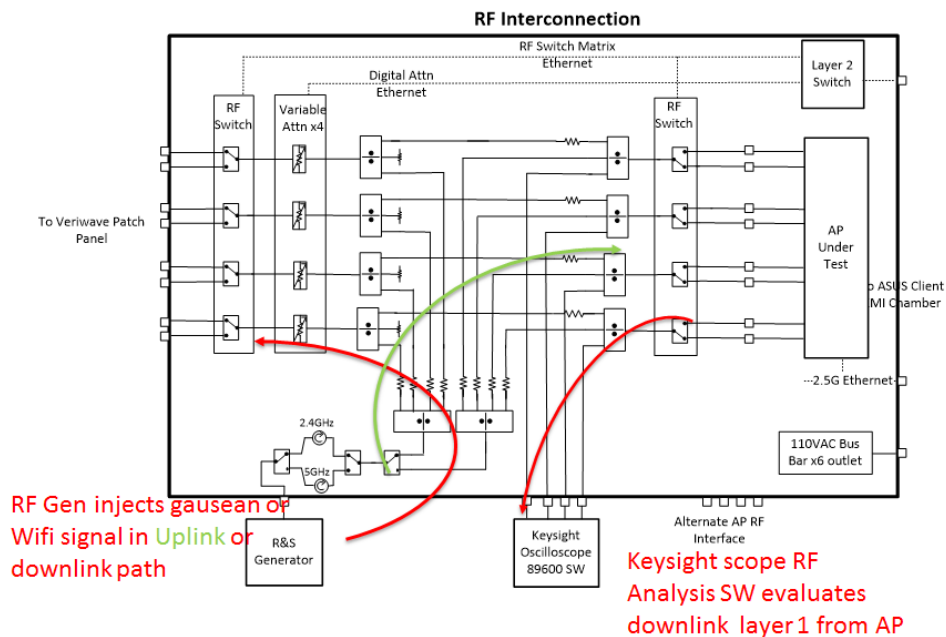 RF Interconnection
RF Switch Matrix
Ethernet
Layer 2
Switch
Digital Attn
Ethernet
RF
Switch
Variable
Attn x4
RF
Switch
To Veriwave Patch
Panel
AP
Under
Test
o ASUS Client
MI Chamber
2.5G Ethernet
2.4GHz
5GHz
110VAC Bus
Bar x6 outlet
RF Gen injects gausean or
Wifi signal in Uplink or
downlink path
R&S
Generator
Keysight
Oscilloscope
89600 SW
Alternate AP RF
Interface
Keysight scope RF
Analysis SW evaluates
downlink layer 1 from AP